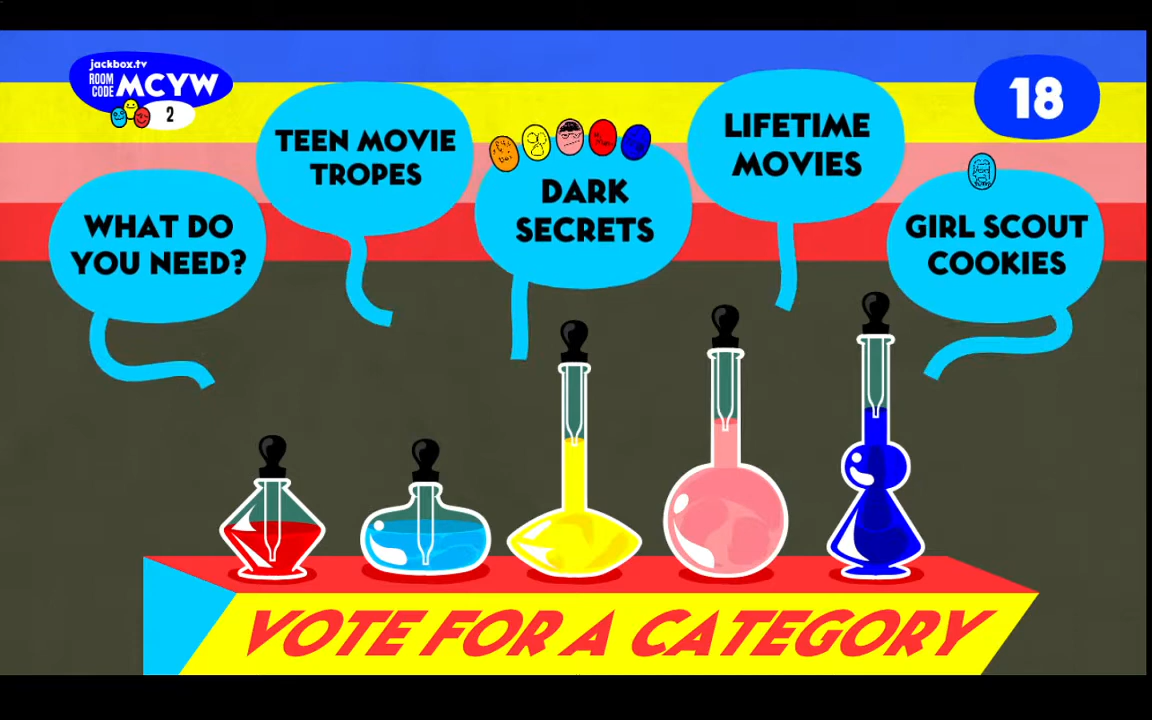 jackbox.tv
ROOM
CODE
MCYW
2
18
TEEN MOVIE
TROPES
LIFETIME
MOVIES
DARK
SECRETS
WHAT DO
YOU NEED?
GIRL SCOUT
COOKIES
VOTE FOR A CATEGORY